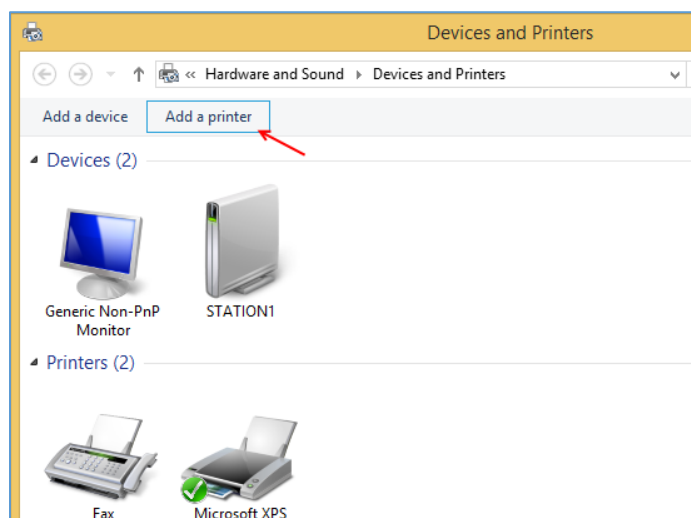 Devices and Printers
« Hardware and Sound Devices and Printers
Add a device Add a printer
Devices (2)
Generic Non-PnP Monitor
STATION1
Printers (2)
Fax Microsoft XPS